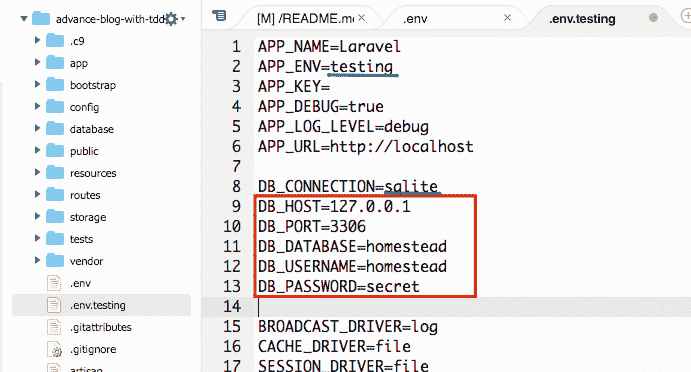 advance-blog-with-tdd
.c9
app
bootstrap
config
database
public
resources
routes
storage
tests
vendor
.env
.env.testing
.gitattributes
.gitignore
artisan
[M] /README.m
.env
.env.testing
1 APP_NAME=Laravel
2 APP_ENV=testing
3 APP_KEY=
4 APP_DEBUG=true
5 APP_LOG_LEVEL=debug
6 APP_URL=http://localhost
7
8 DB_CONNECTION=sqlite
9 DB_HOST=127.0.0.1
10 DB_PORT=3306
11 DB_DATABASE=homestead
12 DB_USERNAME=homestead
13 DB_PASSWORD=secret
14
15 BROADCAST_DRIVER=log
16 CACHE_DRIVER=file
17 SESSION_DRIVER=file